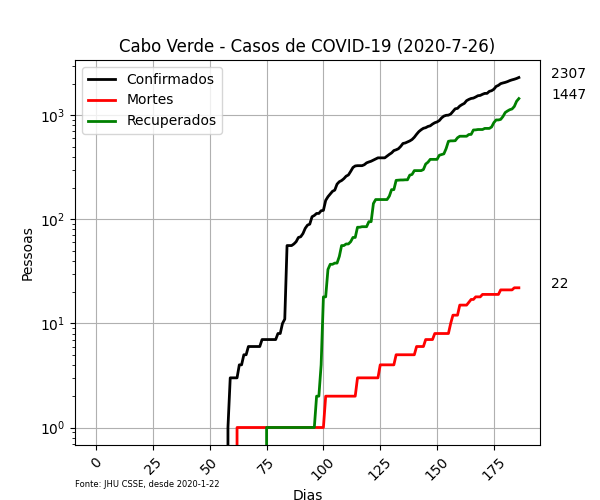 Cabo Verde - Casos de COVID-19 (2020-7-26)
Confirmados
Mortes
Recuperados
2307
1447
22
10³
10²
10¹
10⁰
Pessoas
0 25 50 75 100 125 150 175
Fonte: JHU CSSE, desde 2020-1-22
Dias